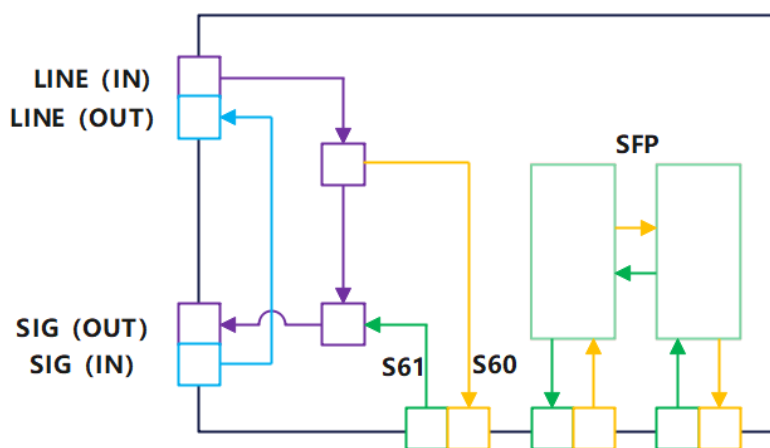 LINE (IN)
LINE (OUT)
SFP
SIG (OUT)
SIG (IN)
S61
S60